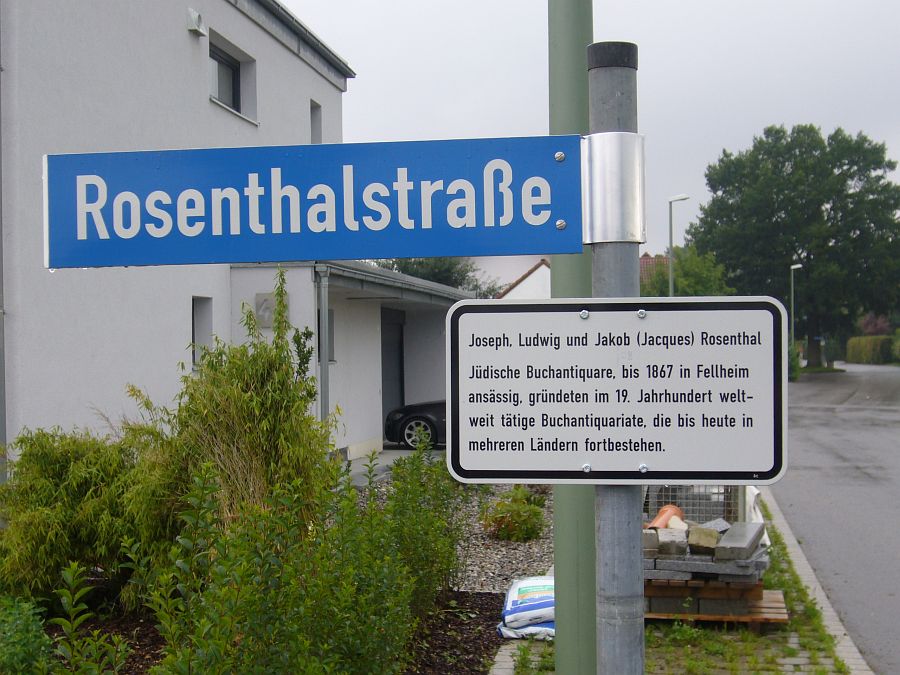 Rosenthalstraße
Joseph, Ludwig und Jakob (Jacques) Rosenthal
Jüdische Buchantiquare, bis 1867 in Fellheim
ansässig, gründeten im 19. Jahrhundert welt-
weit tätige Buchantiquariate, die bis heute in
mehreren Ländern fortbestehen.